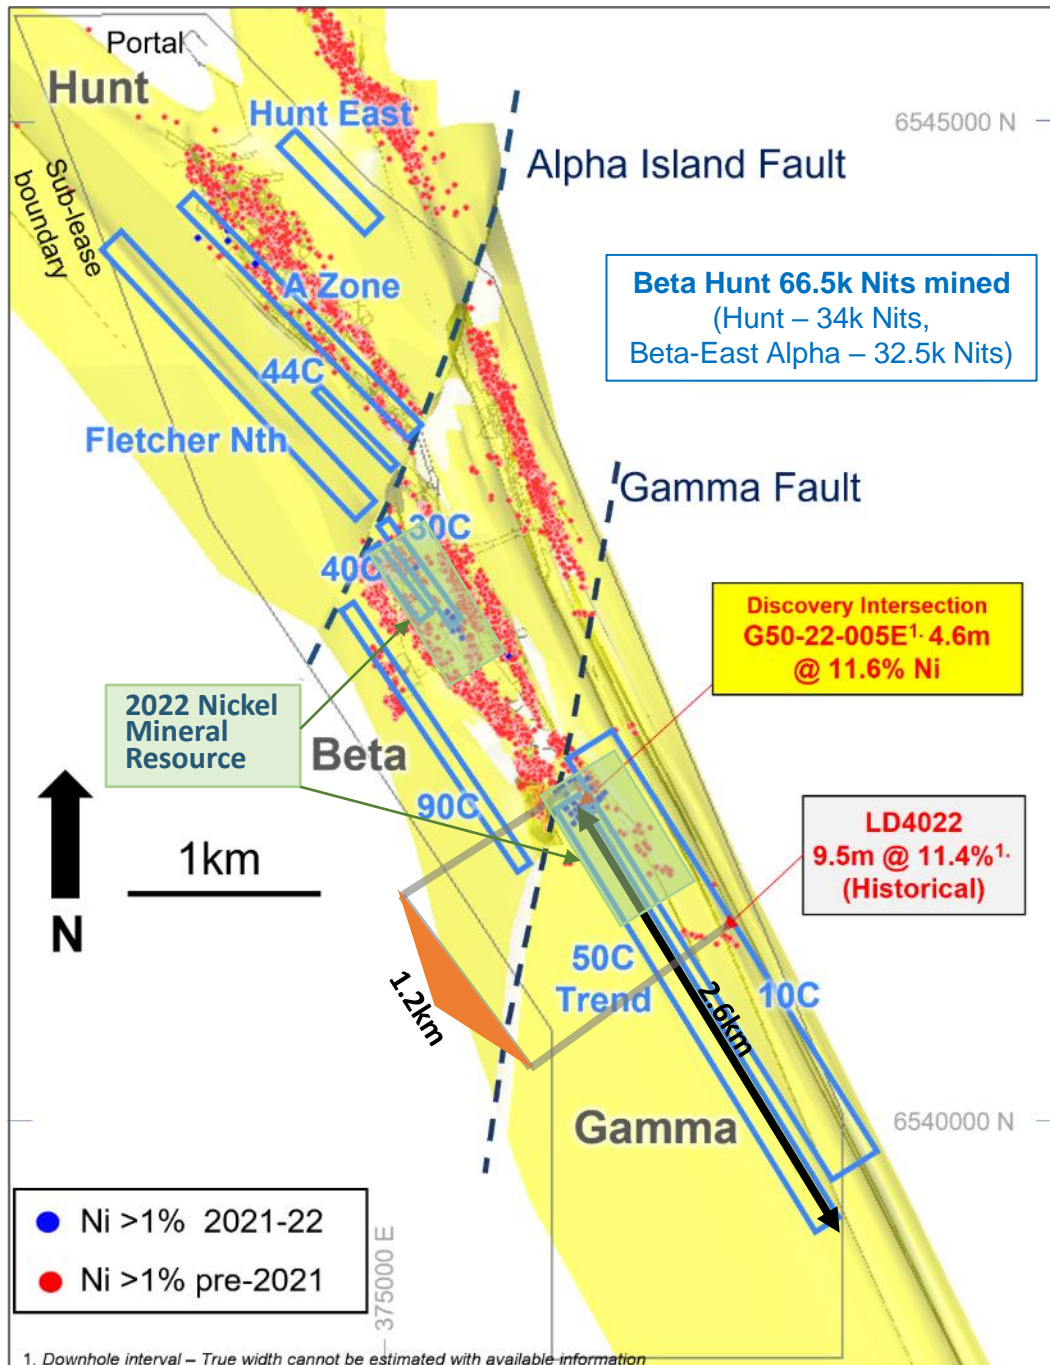 Portal
Hunt
Hunt East
6545000 N
Alpha Island Fault
Sub-lease
boundary
Beta Hunt 66.5k Nits mined
(Hunt – 34k Nits,
Beta-East Alpha – 32.5k Nits)
A Zone
44C
Fletcher Nth
Gamma Fault
30C
40C
Discovery Intersection
G50-22-005E1. 4.6m
@ 11.6% Ni
2022 Nickel
Mineral
Resource
Beta
90C
1km
N
LD4022
9.5m @ 11.4%1.
(Historical)
50C
Trend
10C
1.2km
2.6km
Gamma
6540000 N
Ni >1% 2021-22
Ni >1% pre-2021
375000 E
1. Downhole interval – True width cannot be estimated with available information